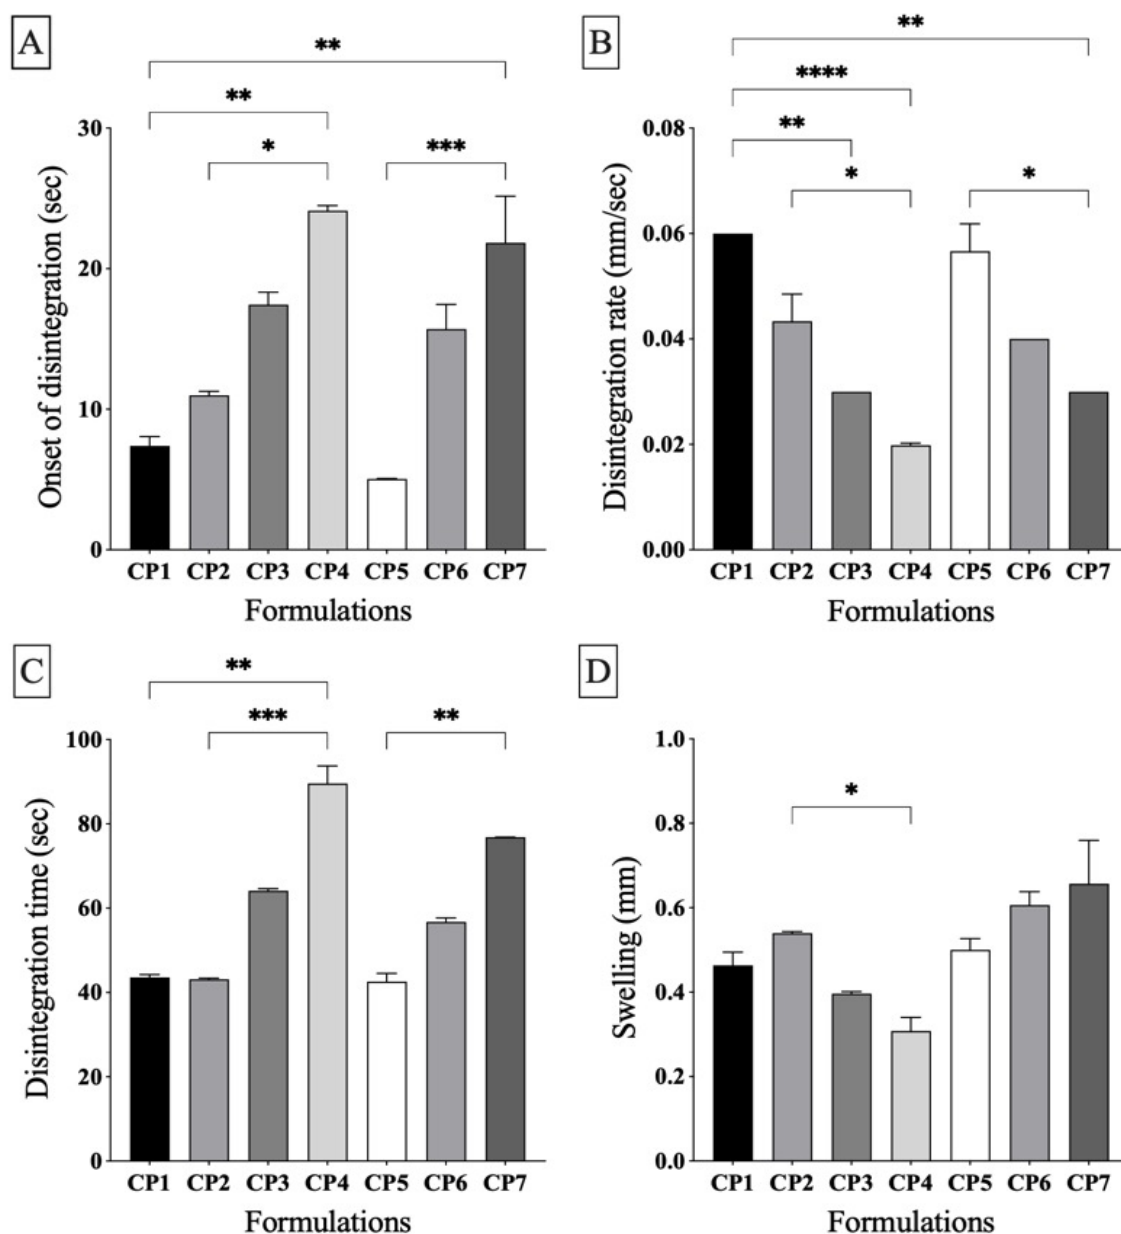 A
**
**
*
***
30
20
10
0
Onset of disintegration (sec)
CP1 CP2 CP3 CP4 CP5 CP6 CP7
Formulations
B
**
****
**
*
*
0.08
0.06
0.04
0.02
0.00
Disintegration rate (mm/sec)
CP1 CP2 CP3 CP4 CP5 CP6 CP7
Formulations
C
**
***
**
100
80
60
40
20
0
Disintegration time (sec)
CP1 CP2 CP3 CP4 CP5 CP6 CP7
Formulations
D
*
1.0
0.8
0.6
0.4
0.2
0.0
Swelling (mm)
CP1 CP2 CP3 CP4 CP5 CP6 CP7
Formulations